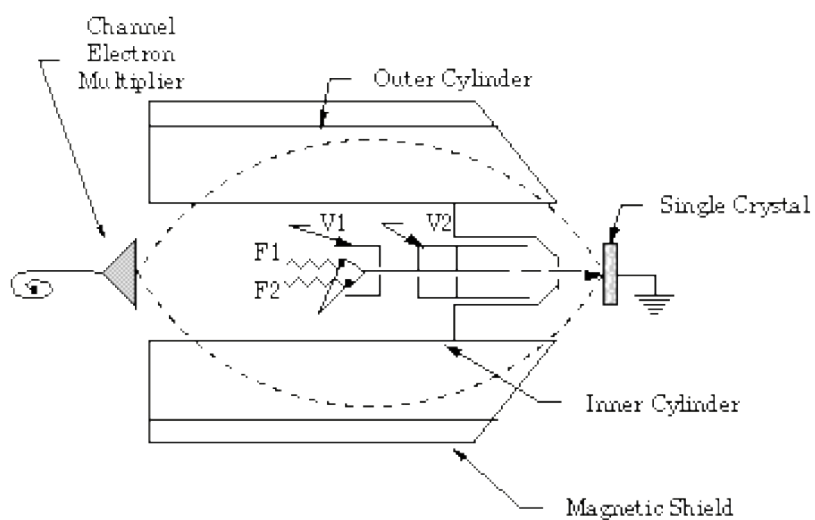 Channel
Electron
Multiplier
Outer Cylinder
Single Crystal
V1
V2
F1
F2
Inner Cylinder
Magnetic Shield